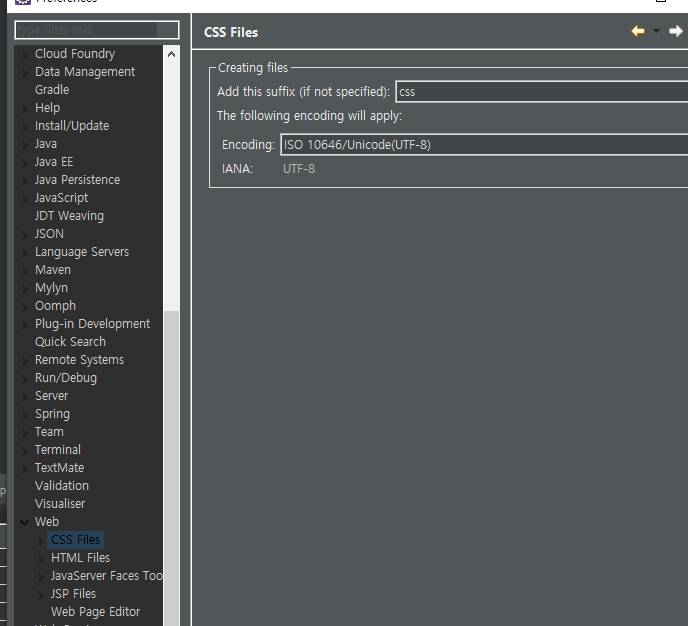 type filter text
Cloud Foundry
Data Management
Gradle
Help
Install/Update
Java
Java EE
Java Persistence
JavaScript
JDT Weaving
JSON
Language Servers
Maven
Mylyn
Oomph
Plug-in Development
Quick Search
Remote Systems
Run/Debug
Server
Spring
Team
Terminal
TextMate
Validation
Visualiser
Web
CSS Files
HTML Files
JavaServer Faces Too
JSP Files
Web Page Editor
CSS Files
Creating files
Add this suffix (if not specified): css
The following encoding will apply:
Encoding: ISO 10646/Unicode(UTF-8)
IANA: UTF-8